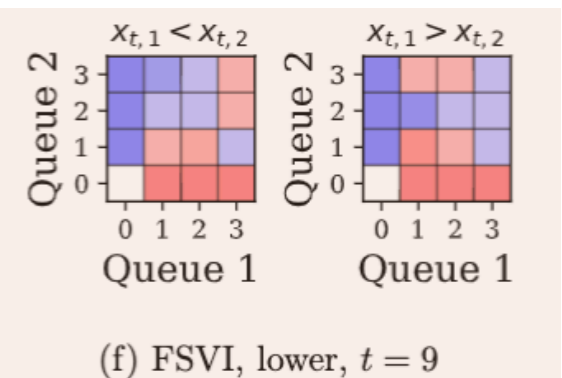 x_{t,1} < x_{t,2}
x_{t,1} > x_{t,2}
Queue 2
3
2
1
0
0 1 2 3
Queue 1
Queue 2
3
2
1
0
0 1 2 3
Queue 1
(f) FSVI, lower, t = 9